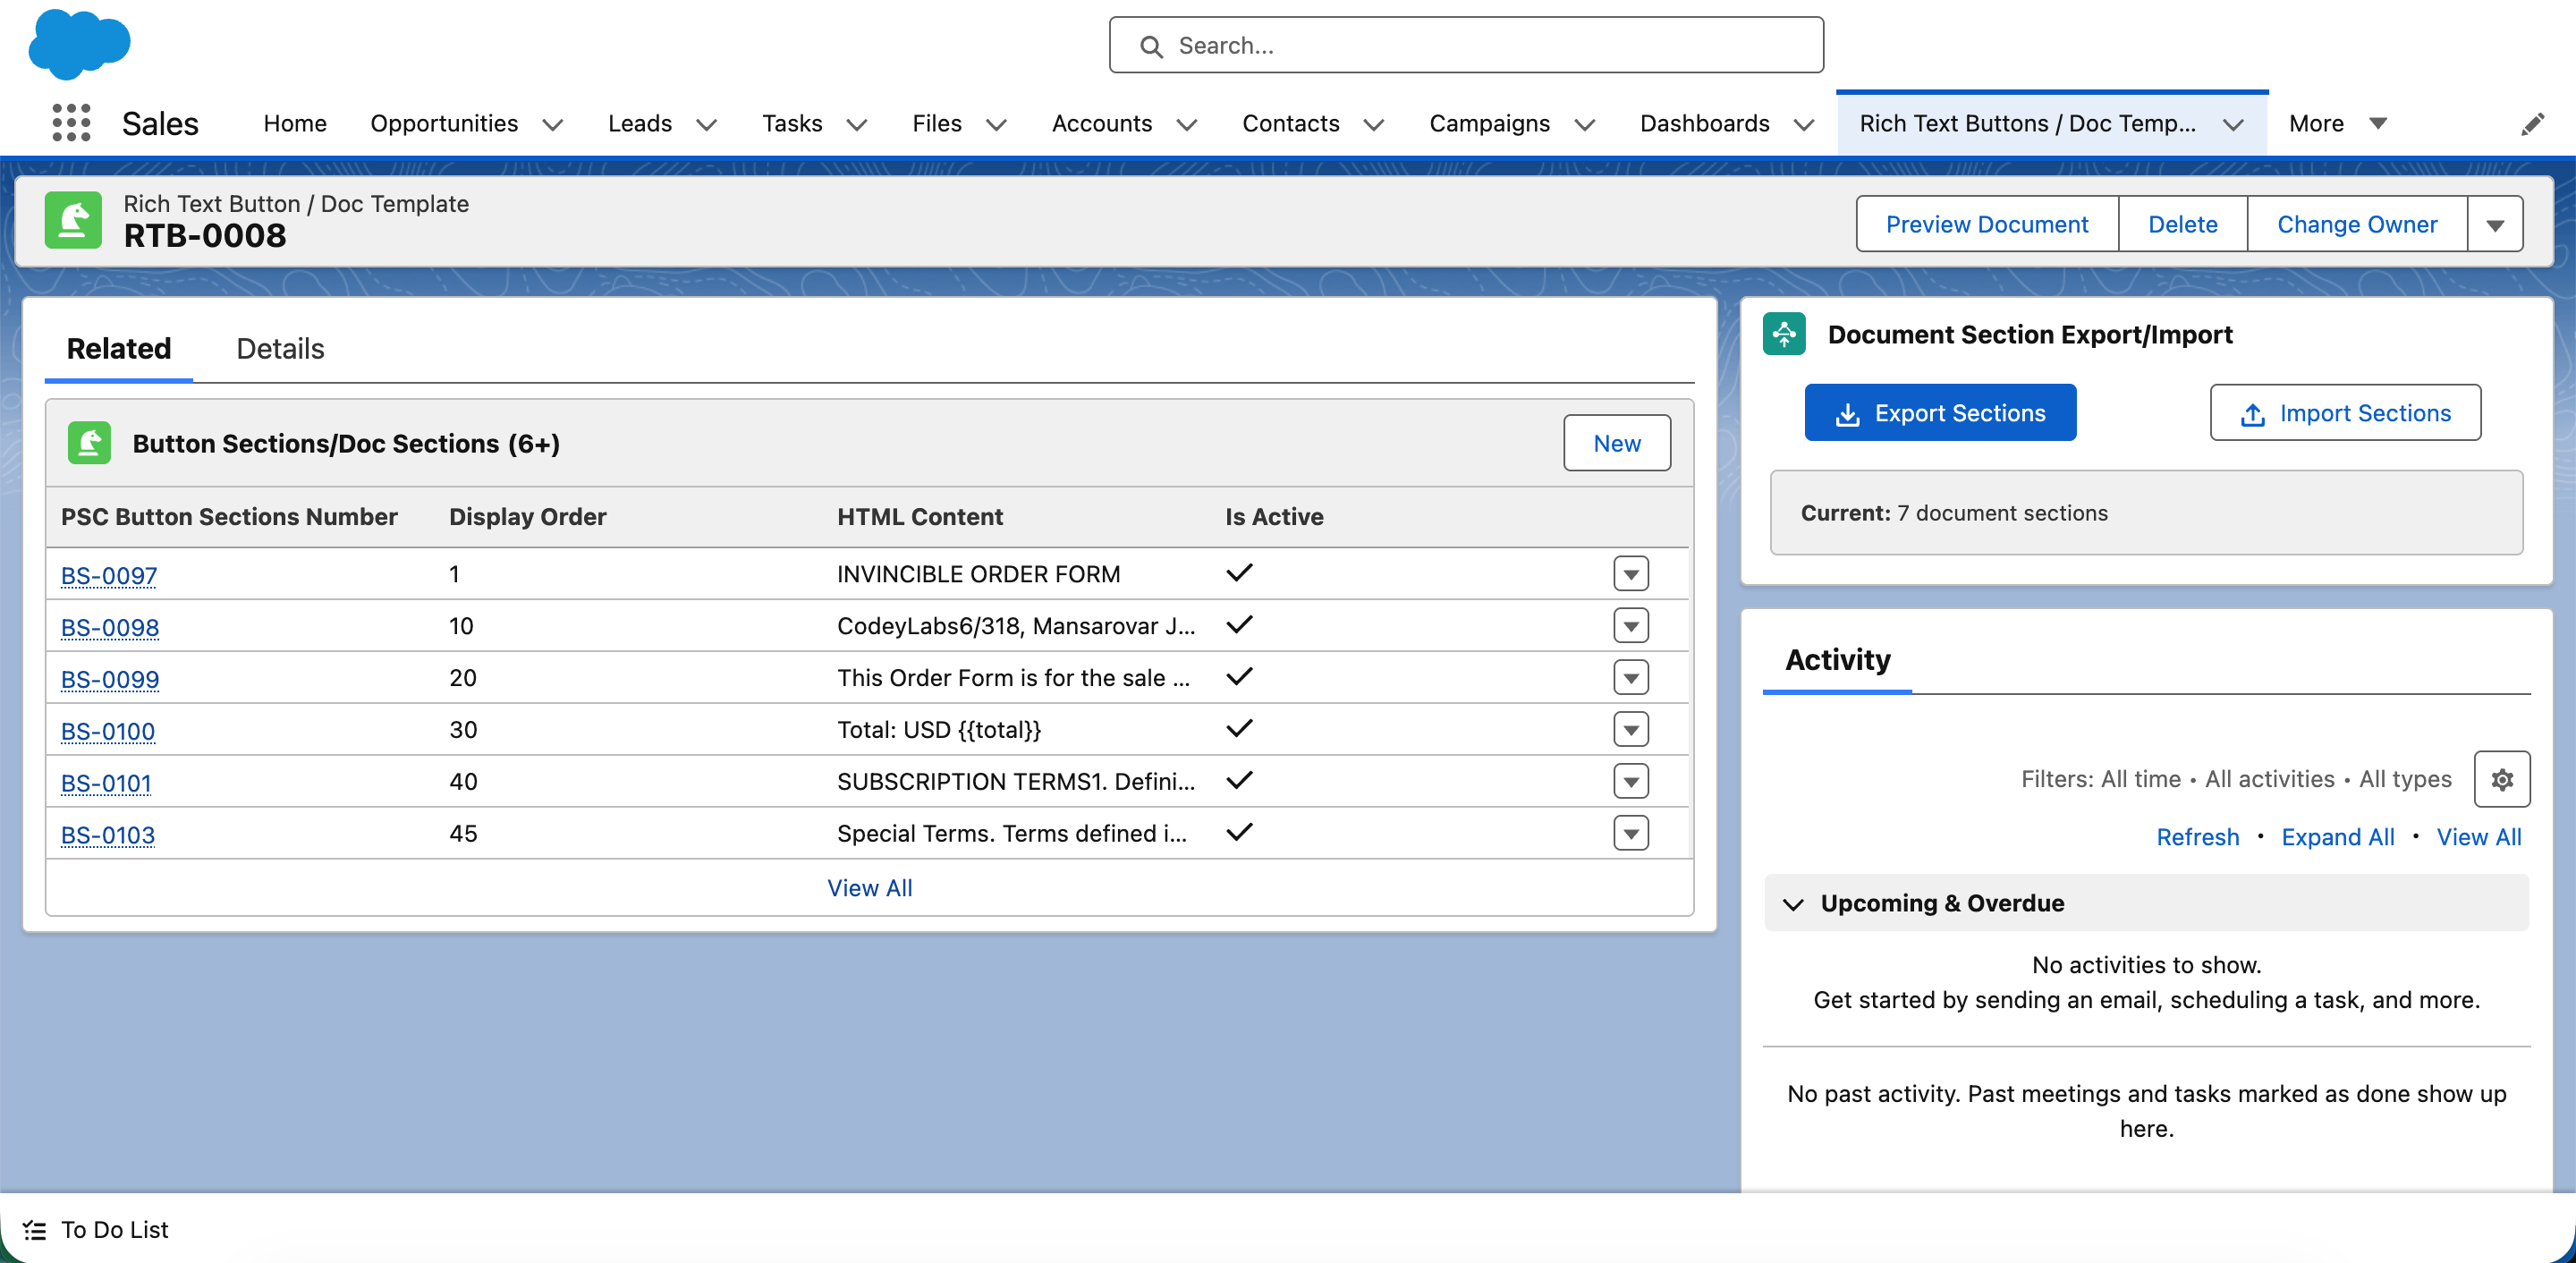 Search...
Sales
Home
Opportunities
Leads
Tasks
Files
Accounts
Contacts
Campaigns
Dashboards
Rich Text Buttons / Doc Temp...
More
Rich Text Button / Doc Template
RTB-0008
Preview Document
Delete
Change Owner
Related
Details
Button Sections/Doc Sections (6+)
New
PSC Button Sections Number Display Order HTML Content Is Active
BS-0097 1 INVINCIBLE ORDER FORM
BS-0098 10 CodeyLabs6/318, Mansarovar J...
BS-0099 20 This Order Form is for the sale ...
BS-0100 30 Total: USD {{total}}
BS-0101 40 SUBSCRIPTION TERMS1. Defini...
BS-0103 45 Special Terms. Terms defined i...
View All
Document Section Export/Import
Export Sections
Import Sections
Current: 7 document sections
Activity
Filters: All time • All activities • All types
Refresh • Expand All • View All
Upcoming & Overdue
No activities to show.
Get started by sending an email, scheduling a task, and more.
No past activity. Past meetings and tasks marked as done show up
here.
To Do List